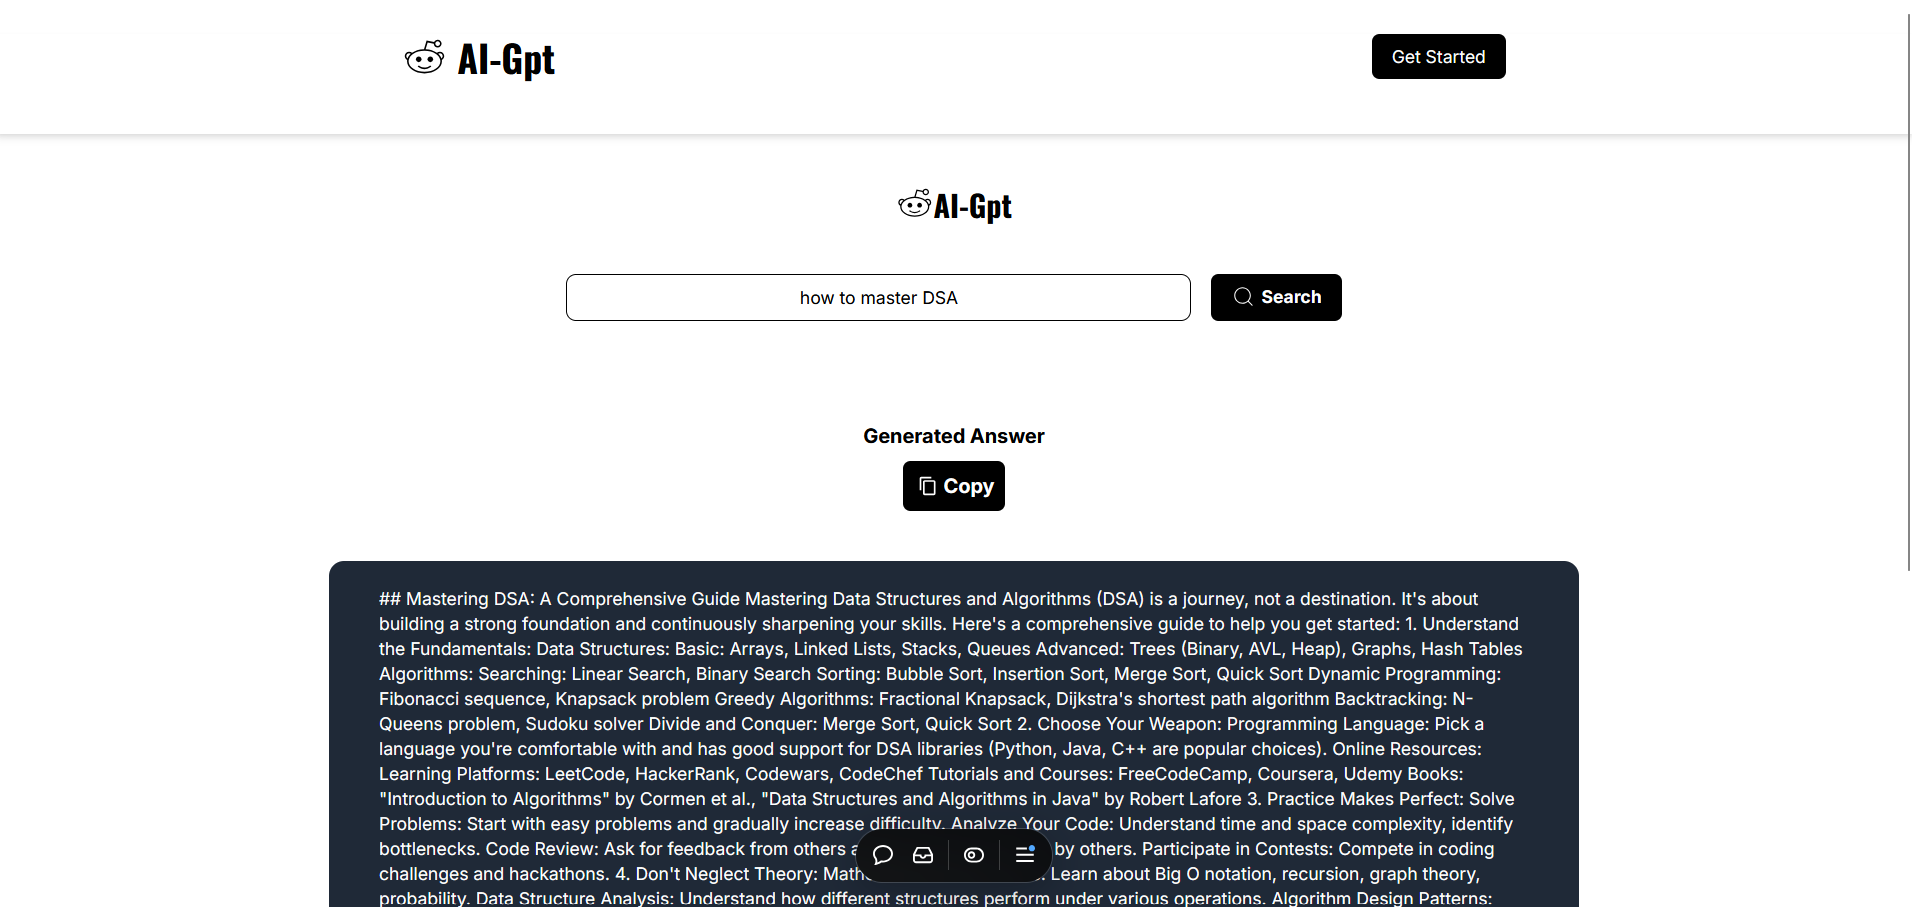 AI-Gpt
Get Started
AI-Gpt
how to master DSA
Search
Generated Answer
Copy
## Mastering DSA: A Comprehensive Guide Mastering Data Structures and Algorithms (DSA) is a journey, not a destination. It's about
building a strong foundation and continuously sharpening your skills. Here's a comprehensive guide to help you get started: 1. Understand
the Fundamentals: Data Structures: Basic: Arrays, Linked Lists, Stacks, Queues Advanced: Trees (Binary, AVL, Heap), Graphs, Hash Tables
Algorithms: Searching: Linear Search, Binary Search Sorting: Bubble Sort, Insertion Sort, Merge Sort, Quick Sort Dynamic Programming:
Fibonacci sequence, Knapsack problem Greedy Algorithms: Fractional Knapsack, Dijkstra's shortest path algorithm Backtracking: N-
Queens problem, Sudoku solver Divide and Conquer: Merge Sort, Quick Sort 2. Choose Your Weapon: Programming Language: Pick a
language you're comfortable with and has good support for DSA libraries (Python, Java, C++ are popular choices). Online Resources:
Learning Platforms: LeetCode, HackerRank, Codewars, CodeChef Tutorials and Courses: FreeCodeCamp, Coursera, Udemy Books:
"Introduction to Algorithms" by Cormen et al., "Data Structures and Algorithms in Java" by Robert Lafore 3. Practice Makes Perfect: Solve
Problems: Start with easy problems and gradually increase difficulty. Analyze Your Code: Understand time and space complexity, identify
bottlenecks. Code Review: Ask for feedback from others by others. Participate in Contests: Compete in coding
challenges and hackathons. 4. Don't Neglect Theory: Learn about Big O notation, recursion, graph theory,
probability. Data Structure Analysis: Understand how different structures perform under various operations. Algorithm Design Patterns: